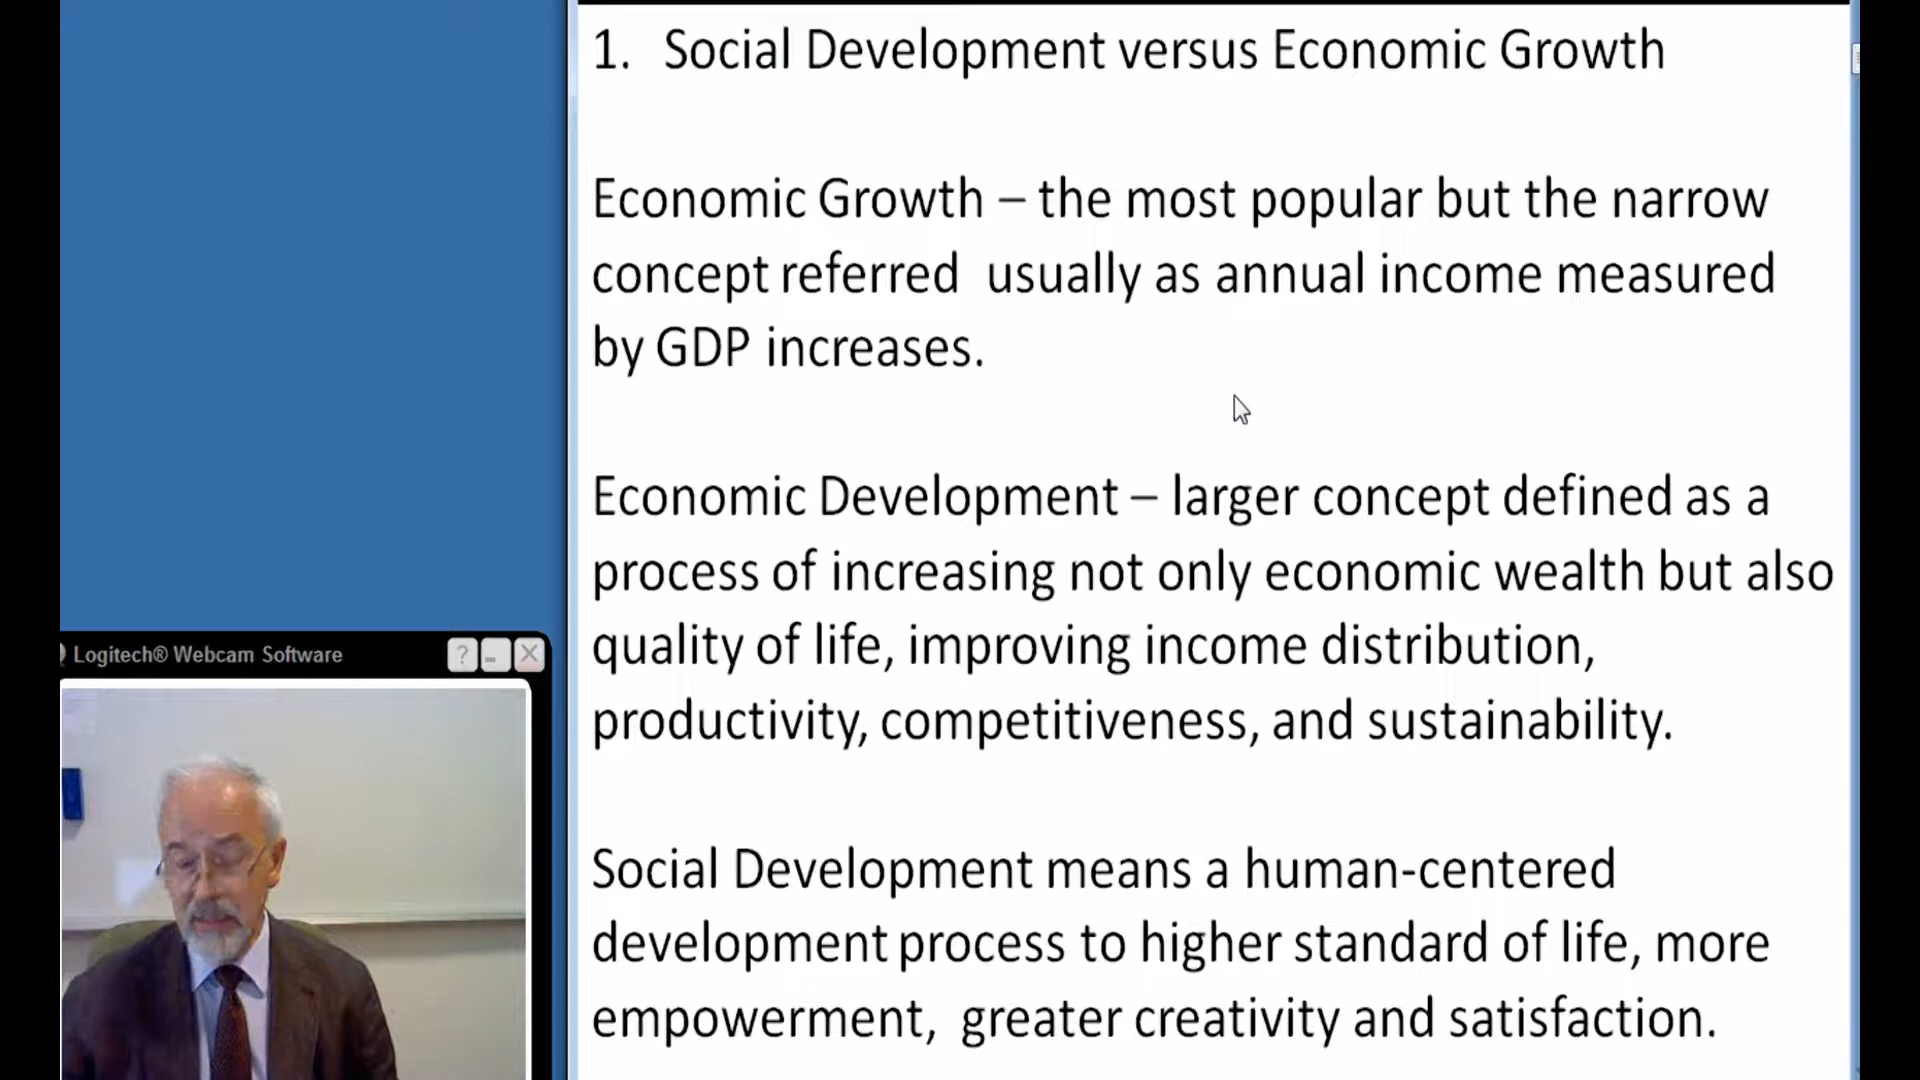 1. Social Development versus Economic Growth
Economic Growth – the most popular but the narrow
concept referred  usually as annual income measured
by GDP increases.
Economic Development – larger concept defined as a
process of increasing not only economic wealth but also
quality of life, improving income distribution,
productivity, competitiveness, and sustainability.
Social Development means a human-centered
development process to higher standard of life, more
empowerment,  greater creativity and satisfaction.
Logitech® Webcam Software
?